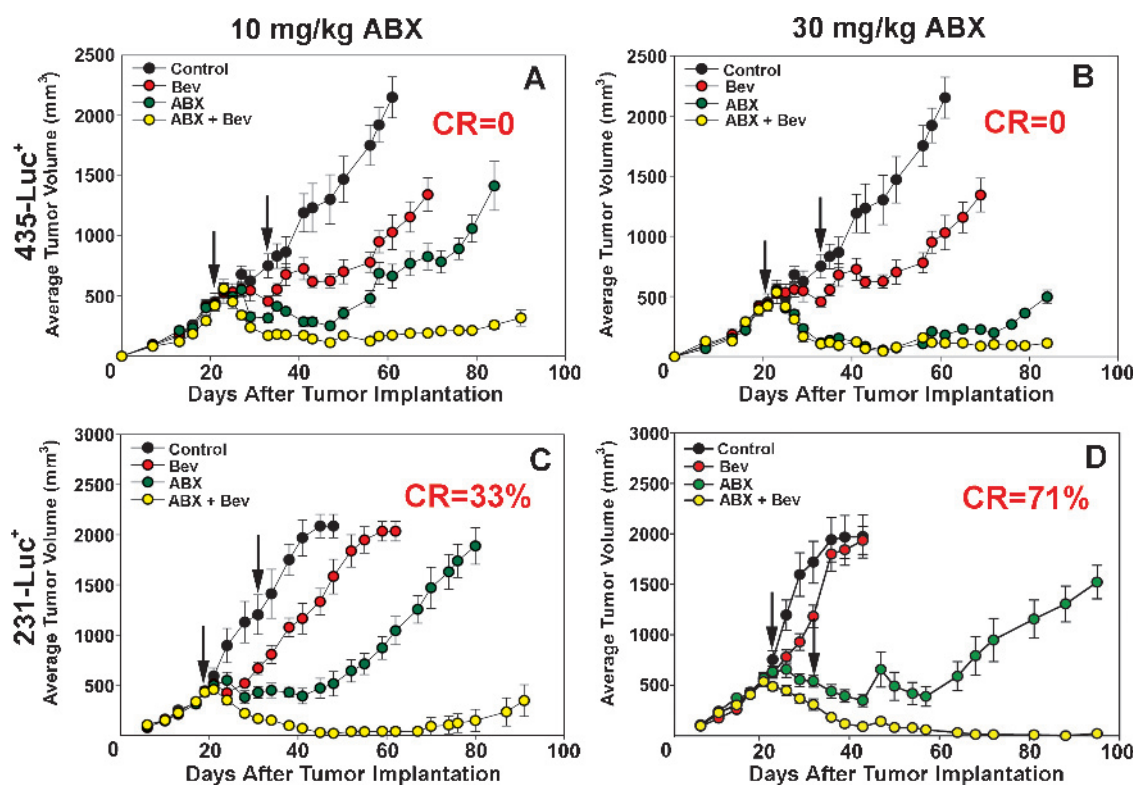 10 mg/kg ABX
30 mg/kg ABX
435-Luc+
Average Tumor Volume (mm3)
2500
2000
1500
1000
500
0
20
40
60
80
100
Days After Tumor Implantation
Control
Bev
ABX
ABX + Bev
A
CR=0
Average Tumor Volume (mm3)
2500
2000
1500
1000
500
0
20
40
60
80
100
Days After Tumor Implantation
Control
Bev
ABX
ABX + Bev
B
CR=0
231-Luc+
Average Tumor Volume (mm3)
3000
2500
2000
1500
1000
500
0
20
40
60
80
100
Days After Tumor Implantation
Control
Bev
ABX
ABX + Bev
C
CR=33%
Average Tumor Volume (mm3)
3000
2500
2000
1500
1000
500
0
20
40
60
80
100
Days After Tumor Implantation
Control
Bev
ABX
ABX + Bev
D
CR=71%